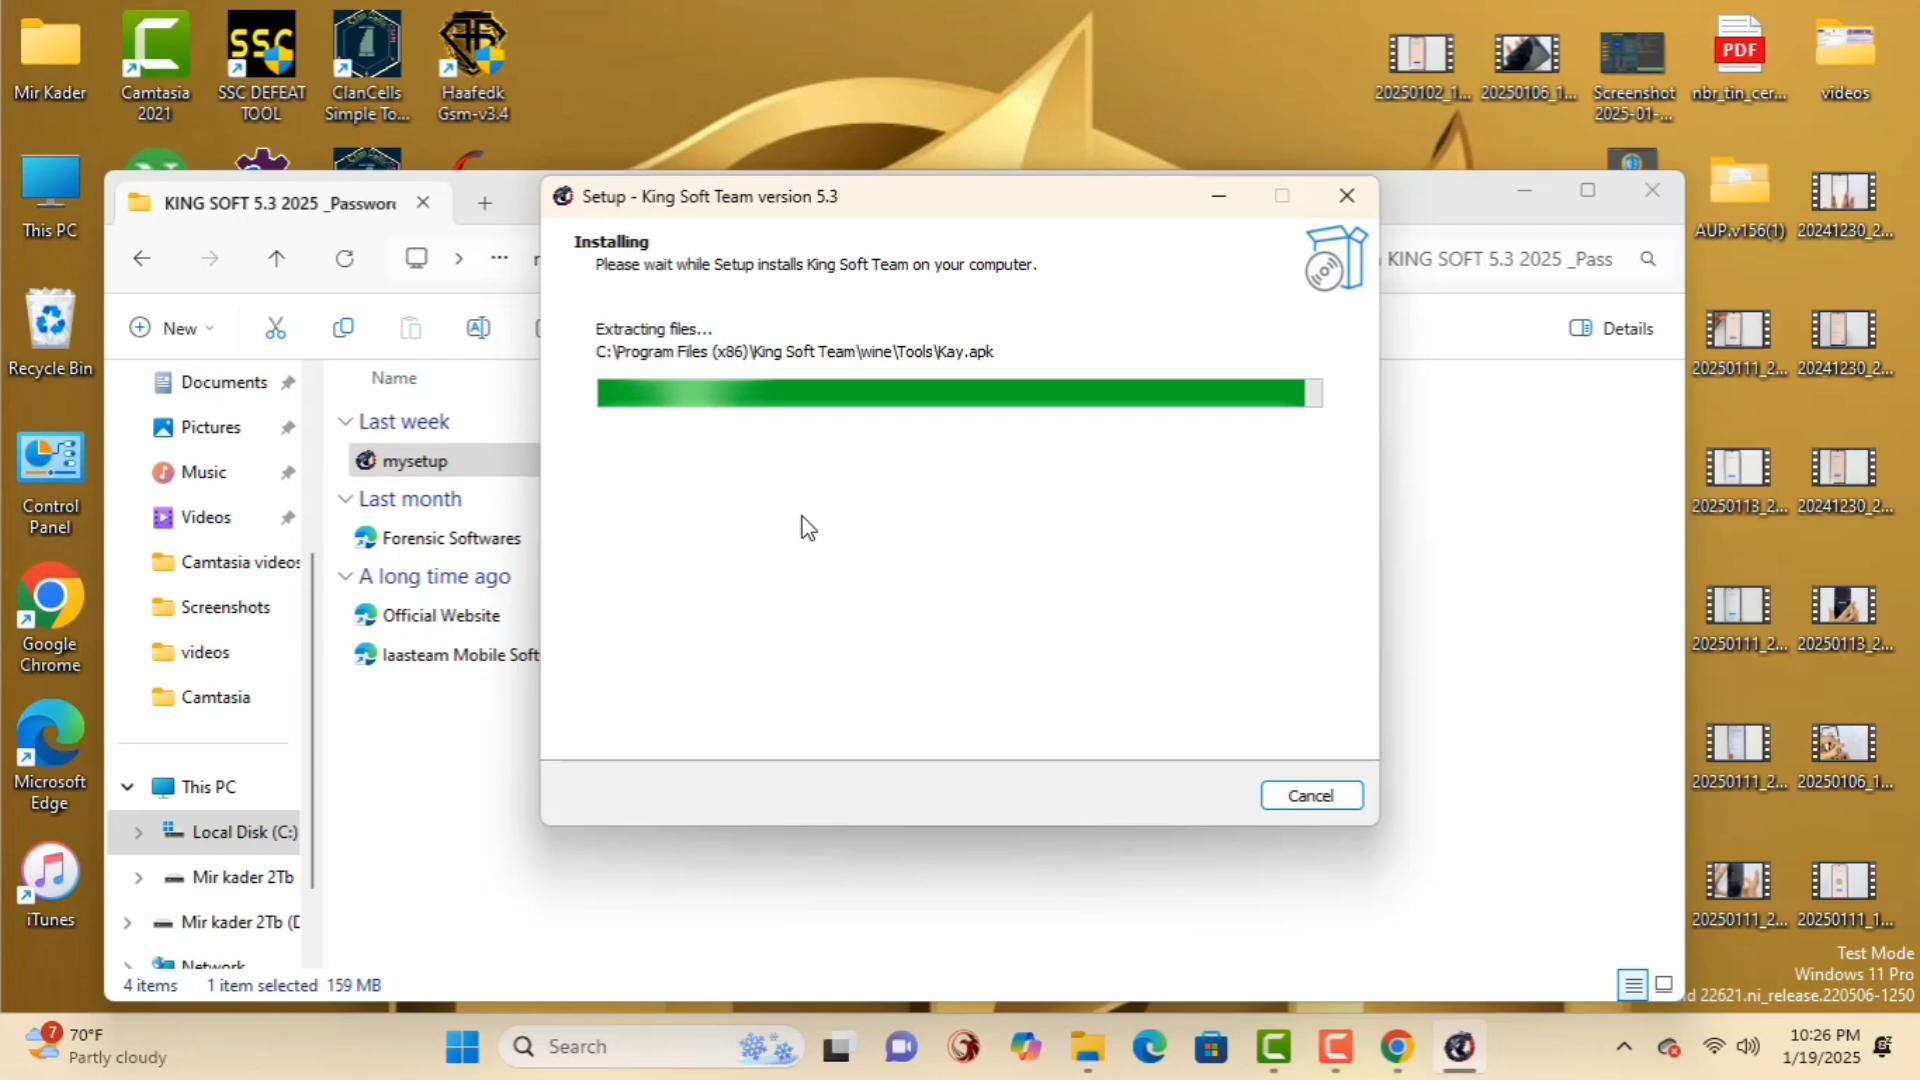 Mir Kader
Camtasia
2021
SSC
SSC DEFEAT
TOOL
ClanCells
Simple To...
Haafedk
Gsm-v3.4
20250102_1...
20250106_1...
Screenshot
2025-01-...
PDF
nbr_tin_cer...
videos
This PC
AUP.v156(1)
20241230_2...
Recycle Bin
20250111_2...
20241230_2...
Control
Panel
20250113_2...
20241230_2...
Google
Chrome
20250111_2...
20250113_2...
Microsoft
Edge
20250111_2...
20250106_1...
iTunes
20250111_2...
20250111_1...
KING SOFT 5.3 2025 _Passwor
KING SOFT 5.3 2025 _Pass
New
Details
Documents
Pictures
Music
Videos
Camtasia videos
Screenshots
videos
Camtasia
This PC
Local Disk (C:)
Mir kader 2Tb
Mir kader 2Tb (D
Network
Name
Last week
mysetup
Last month
Forensic Softwares
A long time ago
Official Website
laasteam Mobile Soft
4 items
1 item selected 159 MB
Setup - King Soft Team version 5.3
Installing
Please wait while Setup installs King Soft Team on your computer.
Extracting files...
C:\Program Files (x86)\King Soft Team\wine\Tools\Kay.apk
Cancel
Test Mode
Windows 11 Pro
d 22621.ni_release.220506-1250
7
70°F
Partly cloudy
Search
10:26 PM
1/19/2025